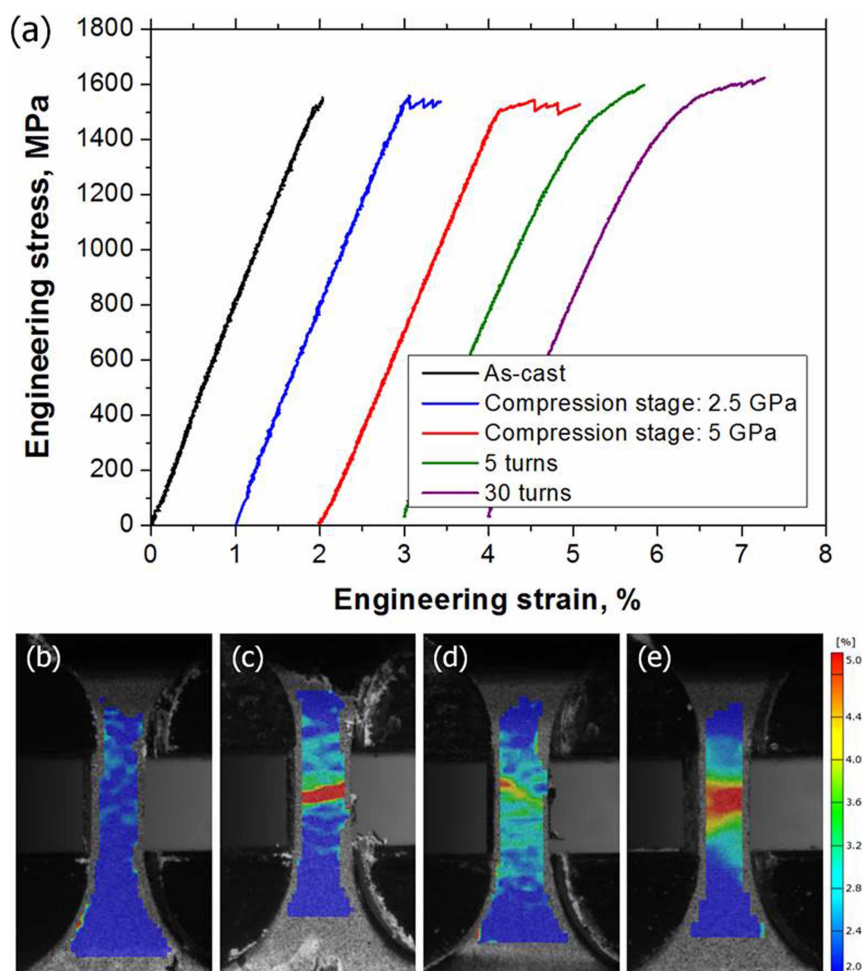 (a)
1800
1600
1400
1200
1000
800
600
400
200
0
Engineering stress, MPa
As-cast
Compression stage: 2.5 GPa
Compression stage: 5 GPa
5 turns
30 turns
0 1 2 3 4 5 6 7 8
Engineering strain, %
(b) (c) (d) (e)
[%]
5.0
4.4
3.6
3.2
2.8
2.4
2.0